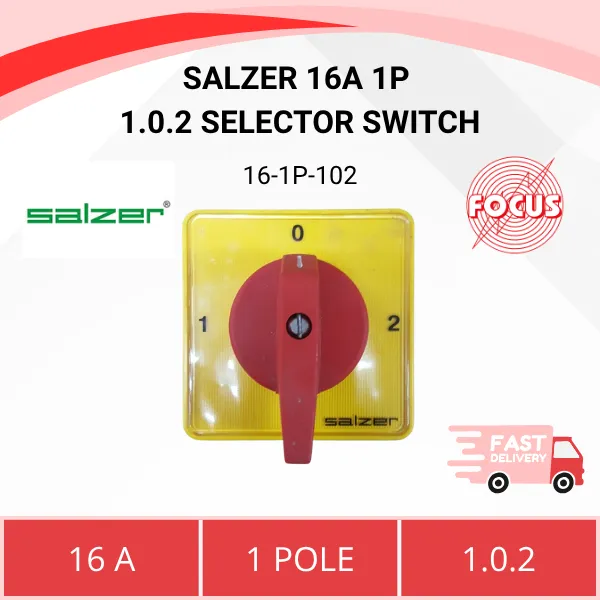 SALZER 16A 1P
1.0.2 SELECTOR SWITCH
16-1P-102
salzer®
FOCUS
0
1
2
salzer
FAST
DELIVERY
16 A
1 POLE
1.0.2